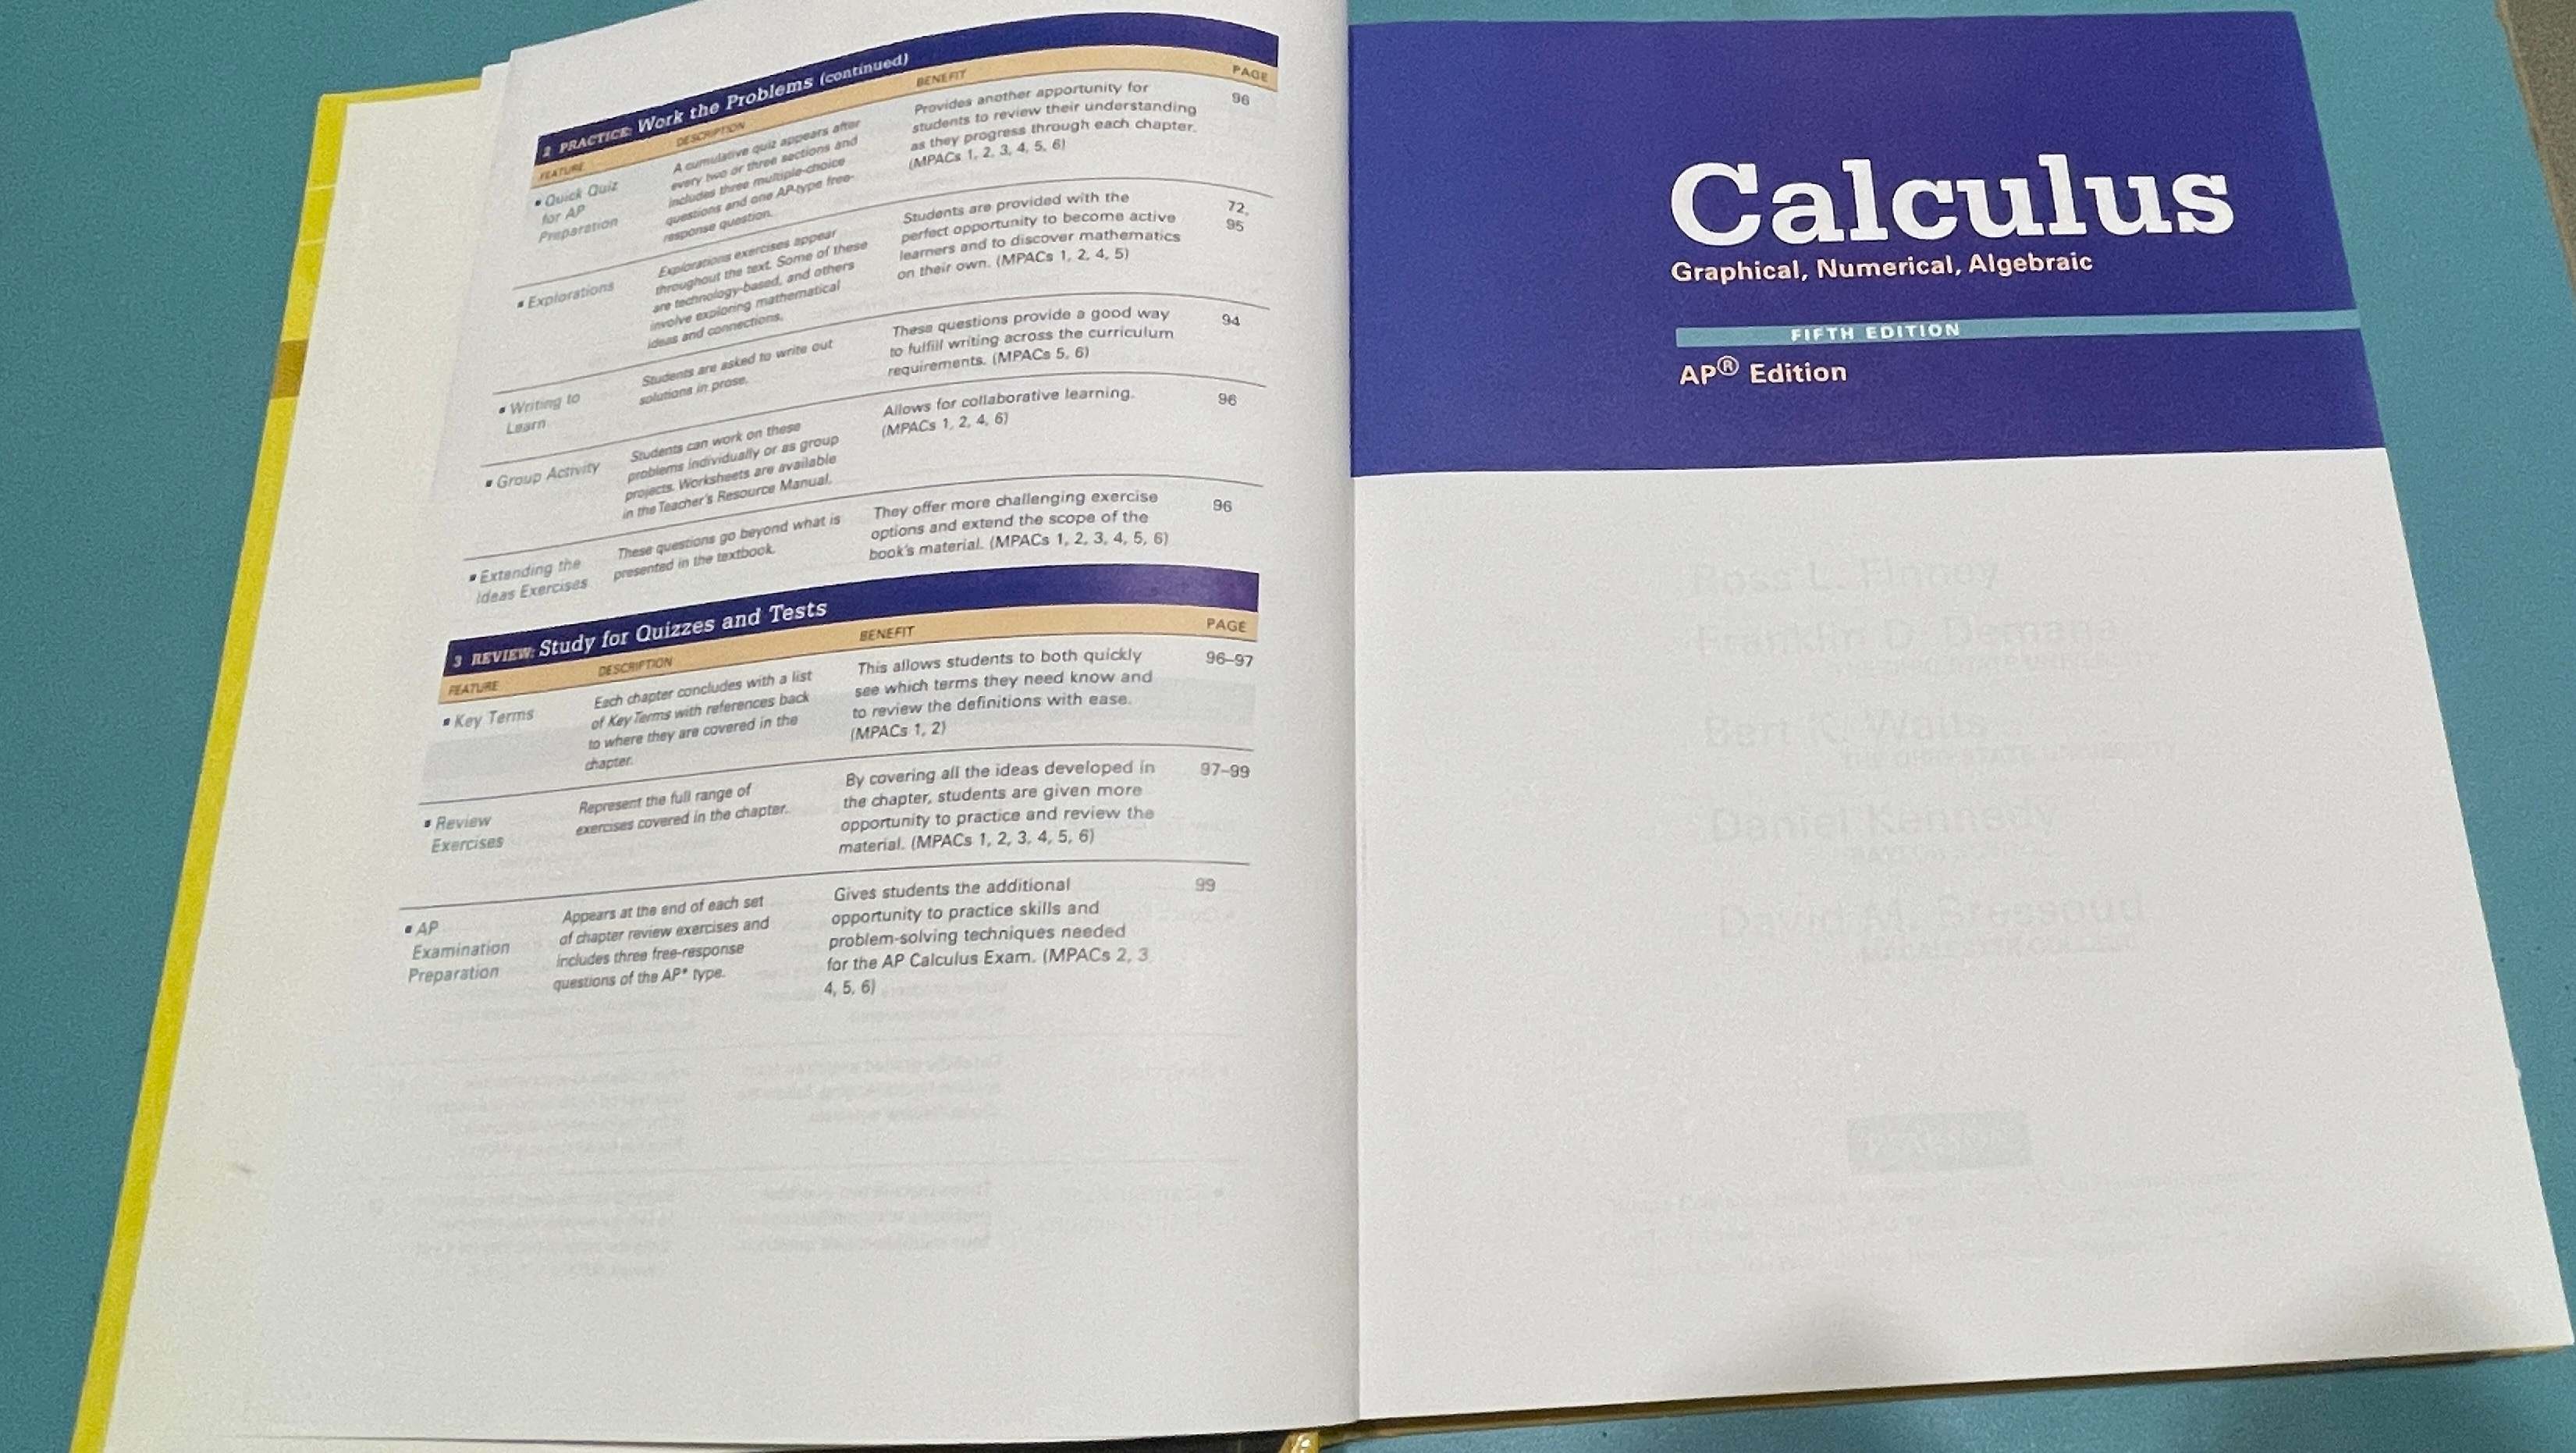 2 PRACTICE: Work the Problems (continued)
FEATURE DESCRIPTION BENEFIT PAGE
▪ Quick Quiz
for AP
Preparation
A cumulative quiz appears after
every two or three sections and
includes three multiple-choice
questions and one AP-type free-
response question.
Provides another apportunity for
students to review their understanding
as they progress through each chapter.
(MPACs 1, 2, 3, 4, 5, 6)
96
▪ Explorations
Explorations exercises appear
throughout the text. Some of these
are technology-based, and others
involve exploring mathematical
ideas and connections.
Students are provided with the
perfect opportunity to become active
learners and to discover mathematics
on their own. (MPACs 1, 2, 4, 5)
72,
95
▪ Writing to
Learn
Students are asked to write out
solutions in prose.
These questions provide a good way
to fulfill writing across the curriculum
requirements. (MPACs 5, 6)
94
▪ Group Activity
Students can work on these
problems individually or as group
projects. Worksheets are available
in the Teacher's Resource Manual.
Allows for collaborative learning.
(MPACs 1, 2, 4, 6)
96
▪ Extending the
Ideas Exercises
These questions go beyond what is
presented in the textbook.
They offer more challenging exercise
options and extend the scope of the
book's material. (MPACs 1, 2, 3, 4, 5, 6)
96
3 REVIEW: Study for Quizzes and Tests
FEATURE DESCRIPTION BENEFIT PAGE
▪ Key Terms
Each chapter concludes with a list
of Key Terms with references back
to where they are covered in the
chapter.
This allows students to both quickly
see which terms they need know and
to review the definitions with ease.
(MPACs 1, 2)
96–97
▪ Review
Exercises
Represent the full range of
exercises covered in the chapter.
By covering all the ideas developed in
the chapter, students are given more
opportunity to practice and review the
material. (MPACs 1, 2, 3, 4, 5, 6)
97–99
▪ AP
Examination
Preparation
Appears at the end of each set
of chapter review exercises and
includes three free-response
questions of the AP* type.
Gives students the additional
opportunity to practice skills and
problem-solving techniques needed
for the AP Calculus Exam. (MPACs 2, 3
4, 5, 6)
99
Calculus
Graphical, Numerical, Algebraic
FIFTH EDITION
AP® Edition
Ross L. Finney
Franklin D. Demana
Bert K. Waits
Daniel Kennedy
David M. Bressoud